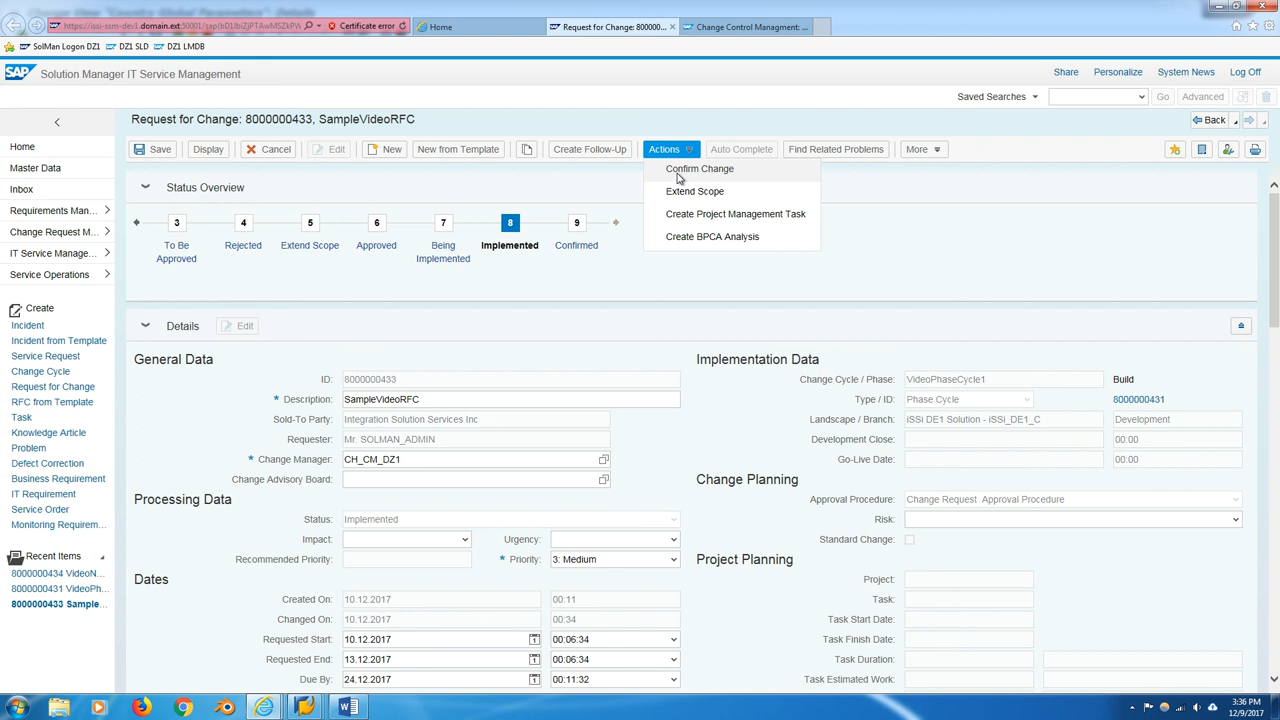 https://issi-ssm-dev1.domain.ext:50001/sap(bD1lbiZjPTAwMSZkPW
Certificate error
Home
Request for Change: 800000...
Change Control Managment: ...
SolMan Logon DZ1
DZ1 SLD
DZ1 LMDB
SAP Solution Manager IT Service Management
Share
Personalize
System News
Log Off
Saved Searches
Go
Advanced
Request for Change: 8000000433, SampleVideoRFC
Back
Save
Display
Cancel
Edit
New
New from Template
Create Follow-Up
Actions
Auto Complete
Find Related Problems
More
Confirm Change
Extend Scope
Create Project Management Task
Create BPCA Analysis
Home
Master Data
Inbox
Requirements Man...
Change Request M...
IT Service Manage...
Service Operations
Create
Incident
Incident from Template
Service Request
Change Cycle
Request for Change
RFC from Template
Task
Knowledge Article
Problem
Defect Correction
Business Requirement
IT Requirement
Service Order
Monitoring Requirem...
Recent Items
8000000434 VideoN...
8000000431 VideoPh...
8000000433 Sample...
Status Overview
3
To Be Approved
4
Rejected
5
Extend Scope
6
Approved
7
Being Implemented
8
Implemented
9
Confirmed
Details
Edit
General Data
ID: 8000000433
* Description: SampleVideoRFC
Sold-To Party: Integration Solution Services Inc
Requester: Mr. SOLMAN_ADMIN
* Change Manager: CH_CM_DZ1
Change Advisory Board:
Processing Data
Status: Implemented
Impact:
Urgency:
Recommended Priority:
* Priority: 3: Medium
Dates
Created On: 10.12.2017 00:11
Changed On: 10.12.2017 00:34
Requested Start: 10.12.2017 00:06:34
Requested End: 13.12.2017 00:06:34
Due By: 24.12.2017 00:11:32
Implementation Data
Change Cycle / Phase: VideoPhaseCycle1 Build
Type / ID: Phase Cycle 8000000431
Landscape / Branch: iSSi DE1 Solution - iSSi_DE1_C Development
Development Close: 00:00
Go-Live Date: 00:00
Change Planning
Approval Procedure: Change Request Approval Procedure
Risk:
Standard Change:
Project Planning
Project:
Task:
Task Start Date:
Task Finish Date:
Task Duration:
Task Estimated Work:
3:36 PM
12/9/2017